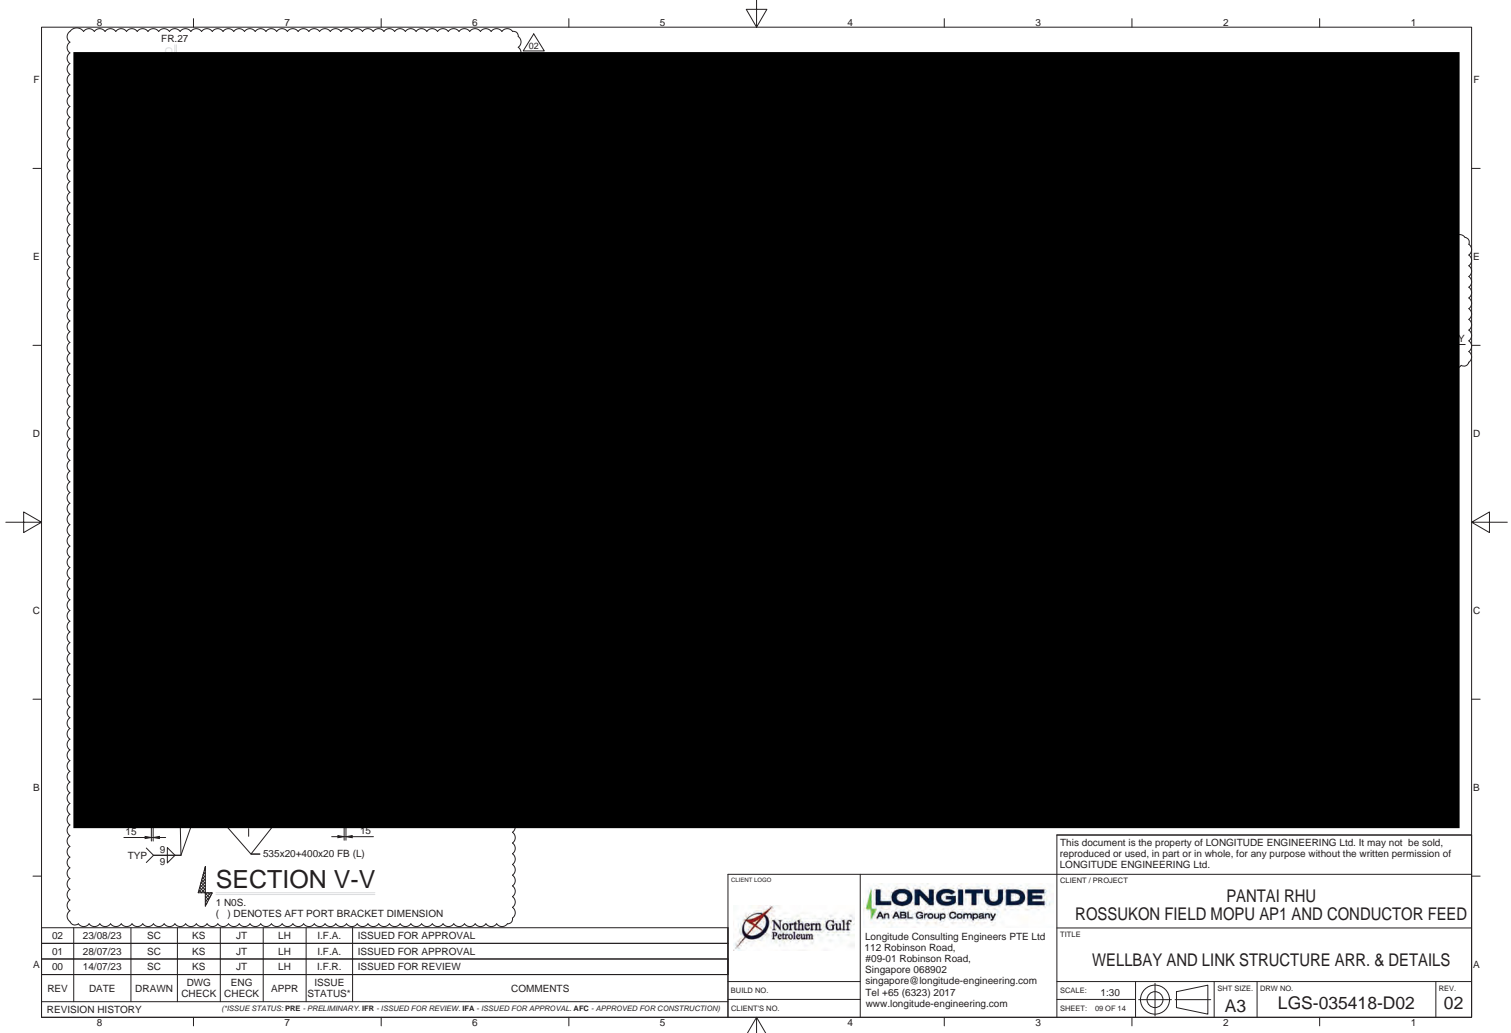 8 7 6 5 4 3 2 1
FR.27
02
F F
E E
Y
D D
C C
B B
15 15
TYP 9
9
535x20+400x20 FB (L)
SECTION V-V
1 N0S.
( ) DENOTES AFT PORT BRACKET DIMENSION
This document is the property of LONGITUDE ENGINEERING Ltd. It may not be sold,
reproduced or used, in part or in whole, for any purpose without the written permission of
LONGITUDE ENGINEERING Ltd.
CLIENT LOGO
Northern Gulf
Petroleum
LONGITUDE
An ABL Group Company
Longitude Consulting Engineers PTE Ltd
112 Robinson Road,
#09-01 Robinson Road,
Singapore 068902
singapore@longitude-engineering.com
Tel +65 (6323) 2017
www.longitude-engineering.com
CLIENT / PROJECT
PANTAI RHU
ROSSUKON FIELD MOPU AP1 AND CONDUCTOR FEED
TITLE
WELLBAY AND LINK STRUCTURE ARR. & DETAILS
A A
02 23/08/23 SC KS JT LH I.F.A. ISSUED FOR APPROVAL
01 28/07/23 SC KS JT LH I.F.A. ISSUED FOR APPROVAL
00 14/07/23 SC KS JT LH I.F.R. ISSUED FOR REVIEW
REV DATE DRAWN DWG CHECK ENG CHECK APPR ISSUE STATUS* COMMENTS
REVISION HISTORY (*ISSUE STATUS: PRE - PRELIMINARY. IFR - ISSUED FOR REVIEW. IFA - ISSUED FOR APPROVAL. AFC - APPROVED FOR CONSTRUCTION)
BUILD NO.
CLIENT'S NO.
SCALE: 1:30
SHEET: 09 OF 14
SHT SIZE.
A3
DRW NO.
LGS-035418-D02
REV.
02
8 7 6 5 4 3 2 1